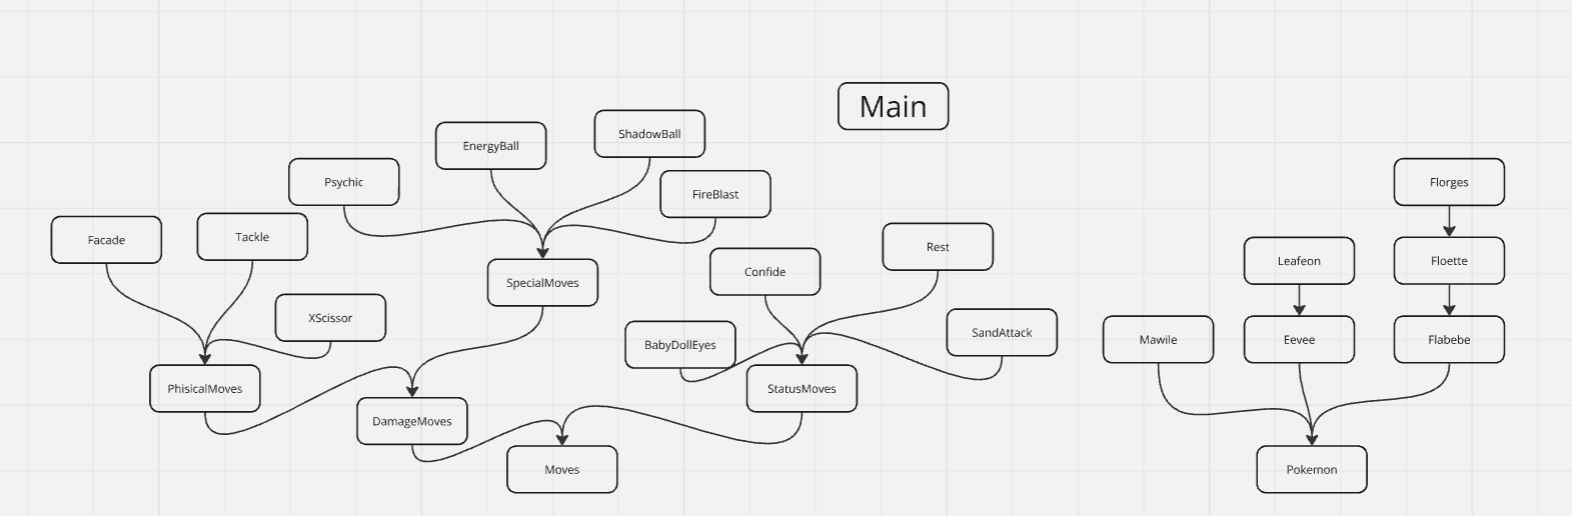 Main
ShadowBall
EnergyBall
Psychic
FireBlast
Florges
Facade
Tackle
Rest
SpecialMoves
Confide
Leafeon
Floette
XScissor
BabyDollEyes
SandAttack
Mawile
Eevee
Flabebe
PhisicalMoves
StatusMoves
DamageMoves
Moves
Pokemon